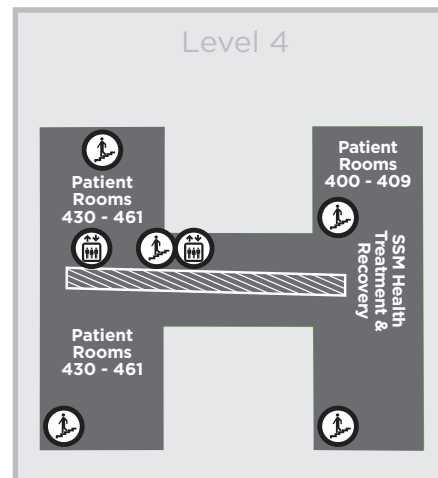 Level 4
Patient
Rooms
430 - 461
Patient
Rooms
400 - 409
SSM Health
Treatment &
Recovery
Patient
Rooms
430 - 461